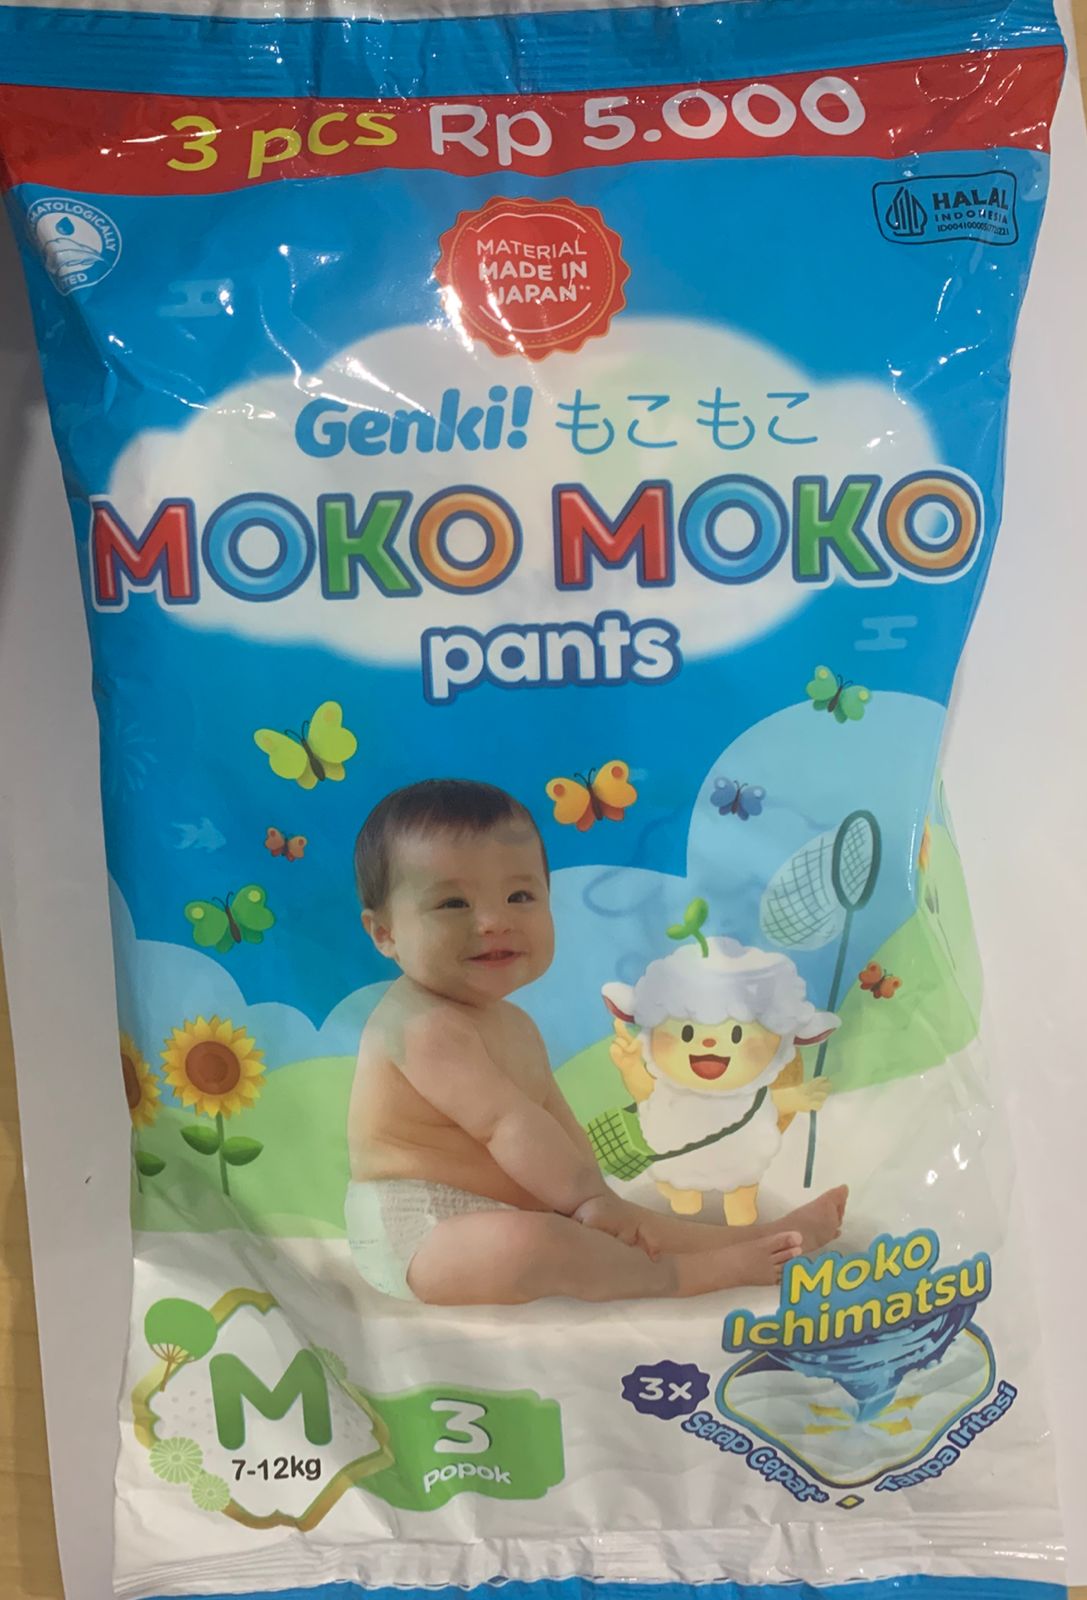 3 pcs Rp 5.000
HALAL
INDONESIA
MATERIAL
MADE IN
JAPAN**
Genki! もこ もこ
MOKO MOKO
pants
Moko
Ichimatsu
3x
Serap Cepat*
Tanpa Iritasi
M
7-12kg
3
popok